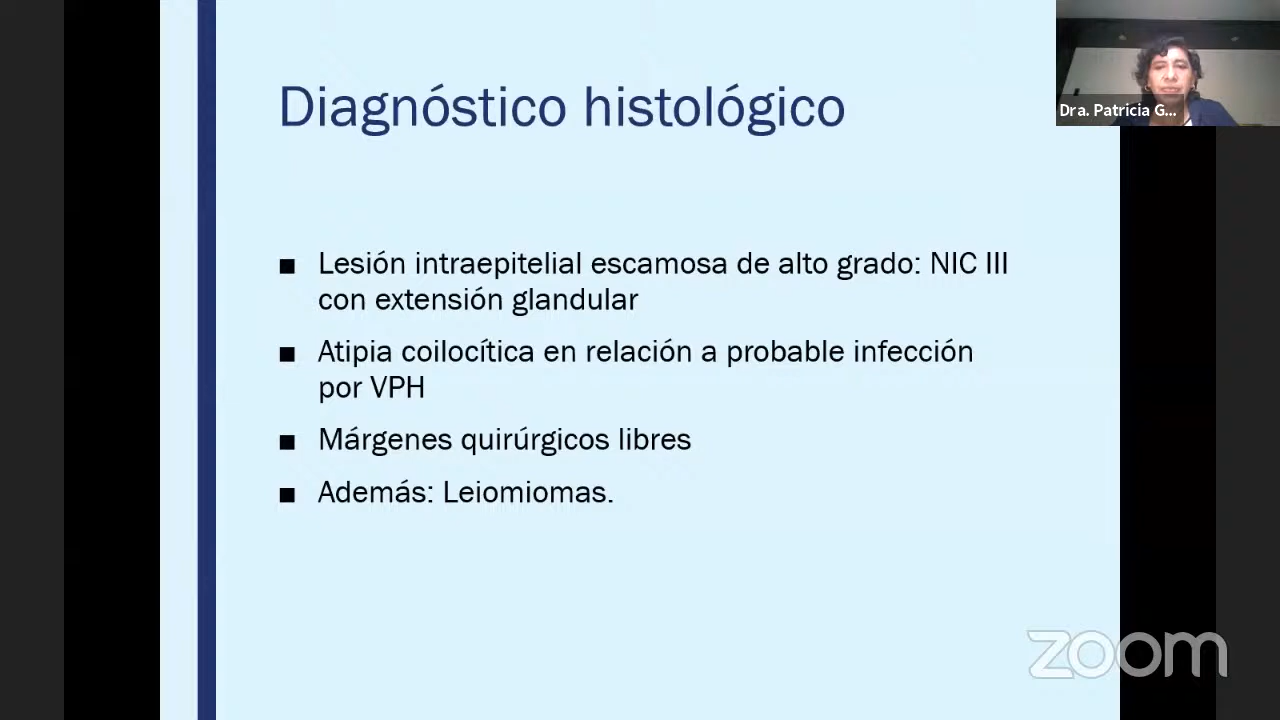 Diagnóstico histológico
Dra. Patricia G...
■ Lesión intraepitelial escamosa de alto grado: NIC III
con extensión glandular
■ Atipia coilocítica en relación a probable infección
por VPH
■ Márgenes quirúrgicos libres
■ Además: Leiomiomas.
zoom